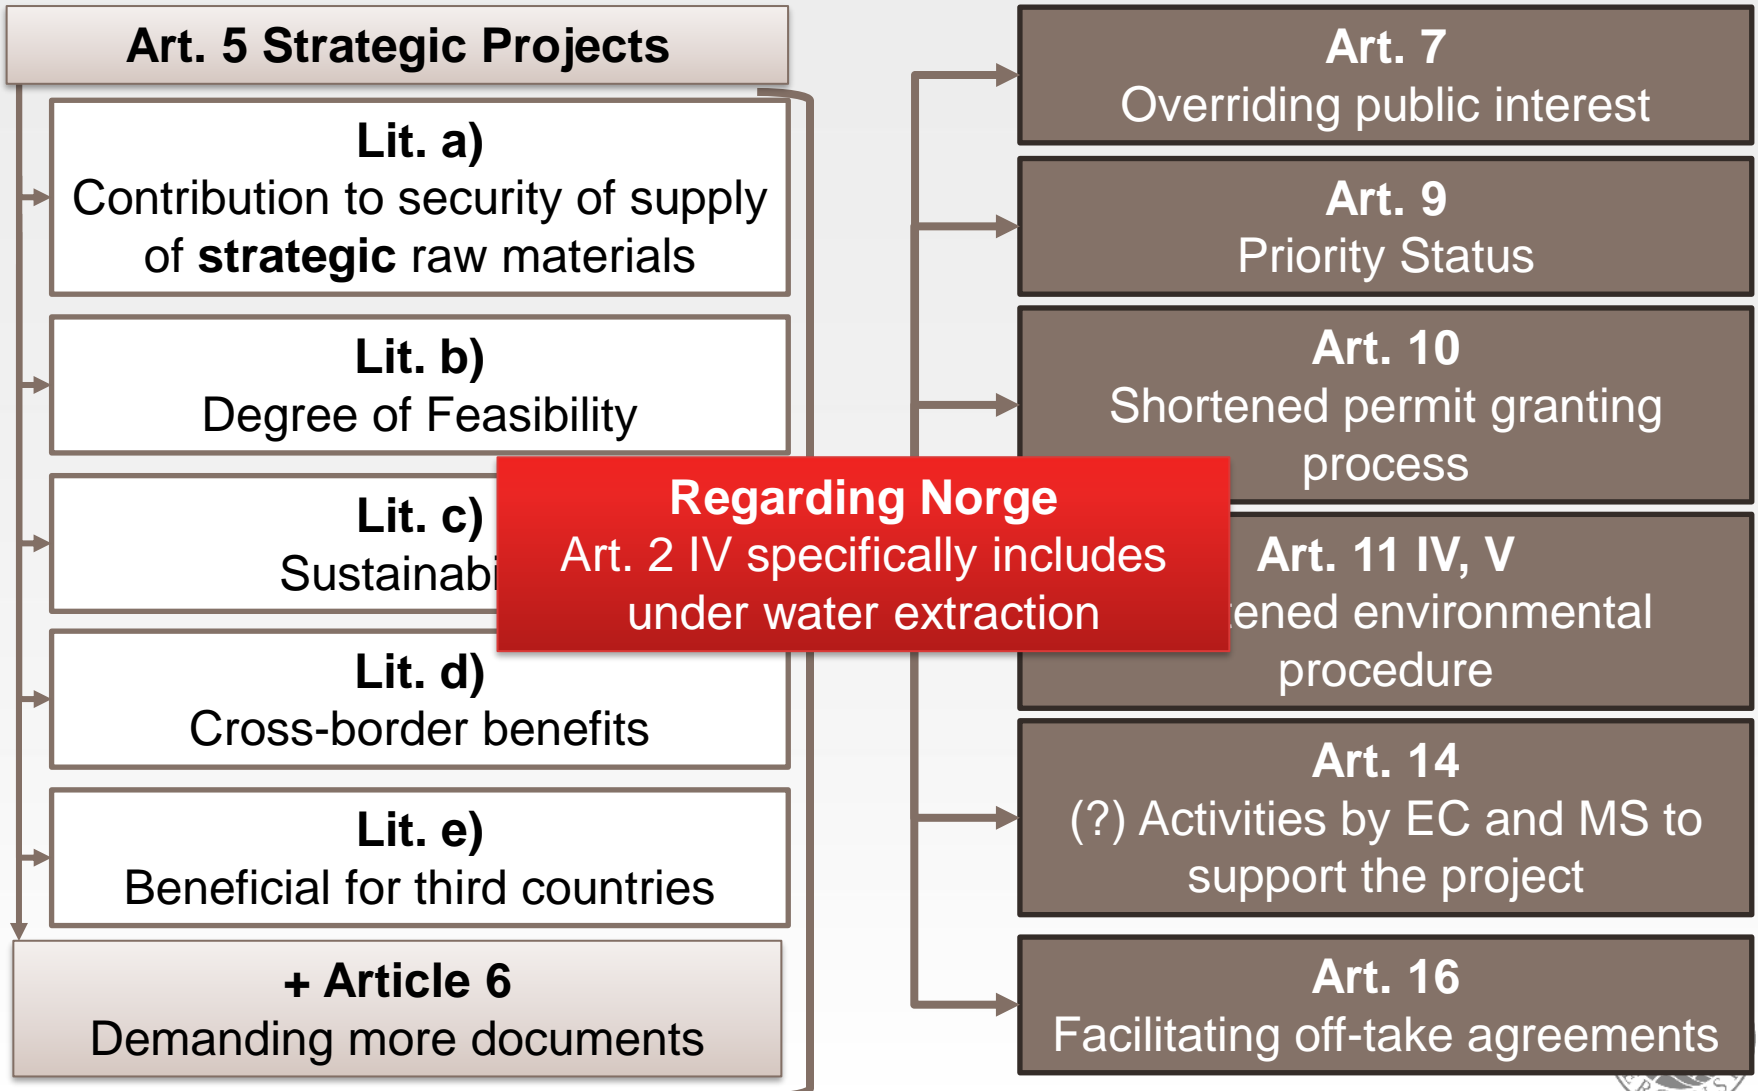 Art. 5 Strategic Projects
Lit. a)
Contribution to security of supply
of strategic raw materials
Lit. b)
Degree of Feasibility
Lit. c)
Lit. d)
Cross-border benefits
Lit. e)
Beneficial for third countries
+ Article 6
Demanding more documents
Regarding Norge
Art. 2 IV specifically includes
under water extraction
Art. 7
Overriding public interest
Art. 9
Priority Status
Art. 10
Shortened permit granting
process
Art. 11 IV, V
environmental
procedure
Art. 14
(?) Activities by EC and MS to
support the project
Art. 16
Facilitating off-take agreements